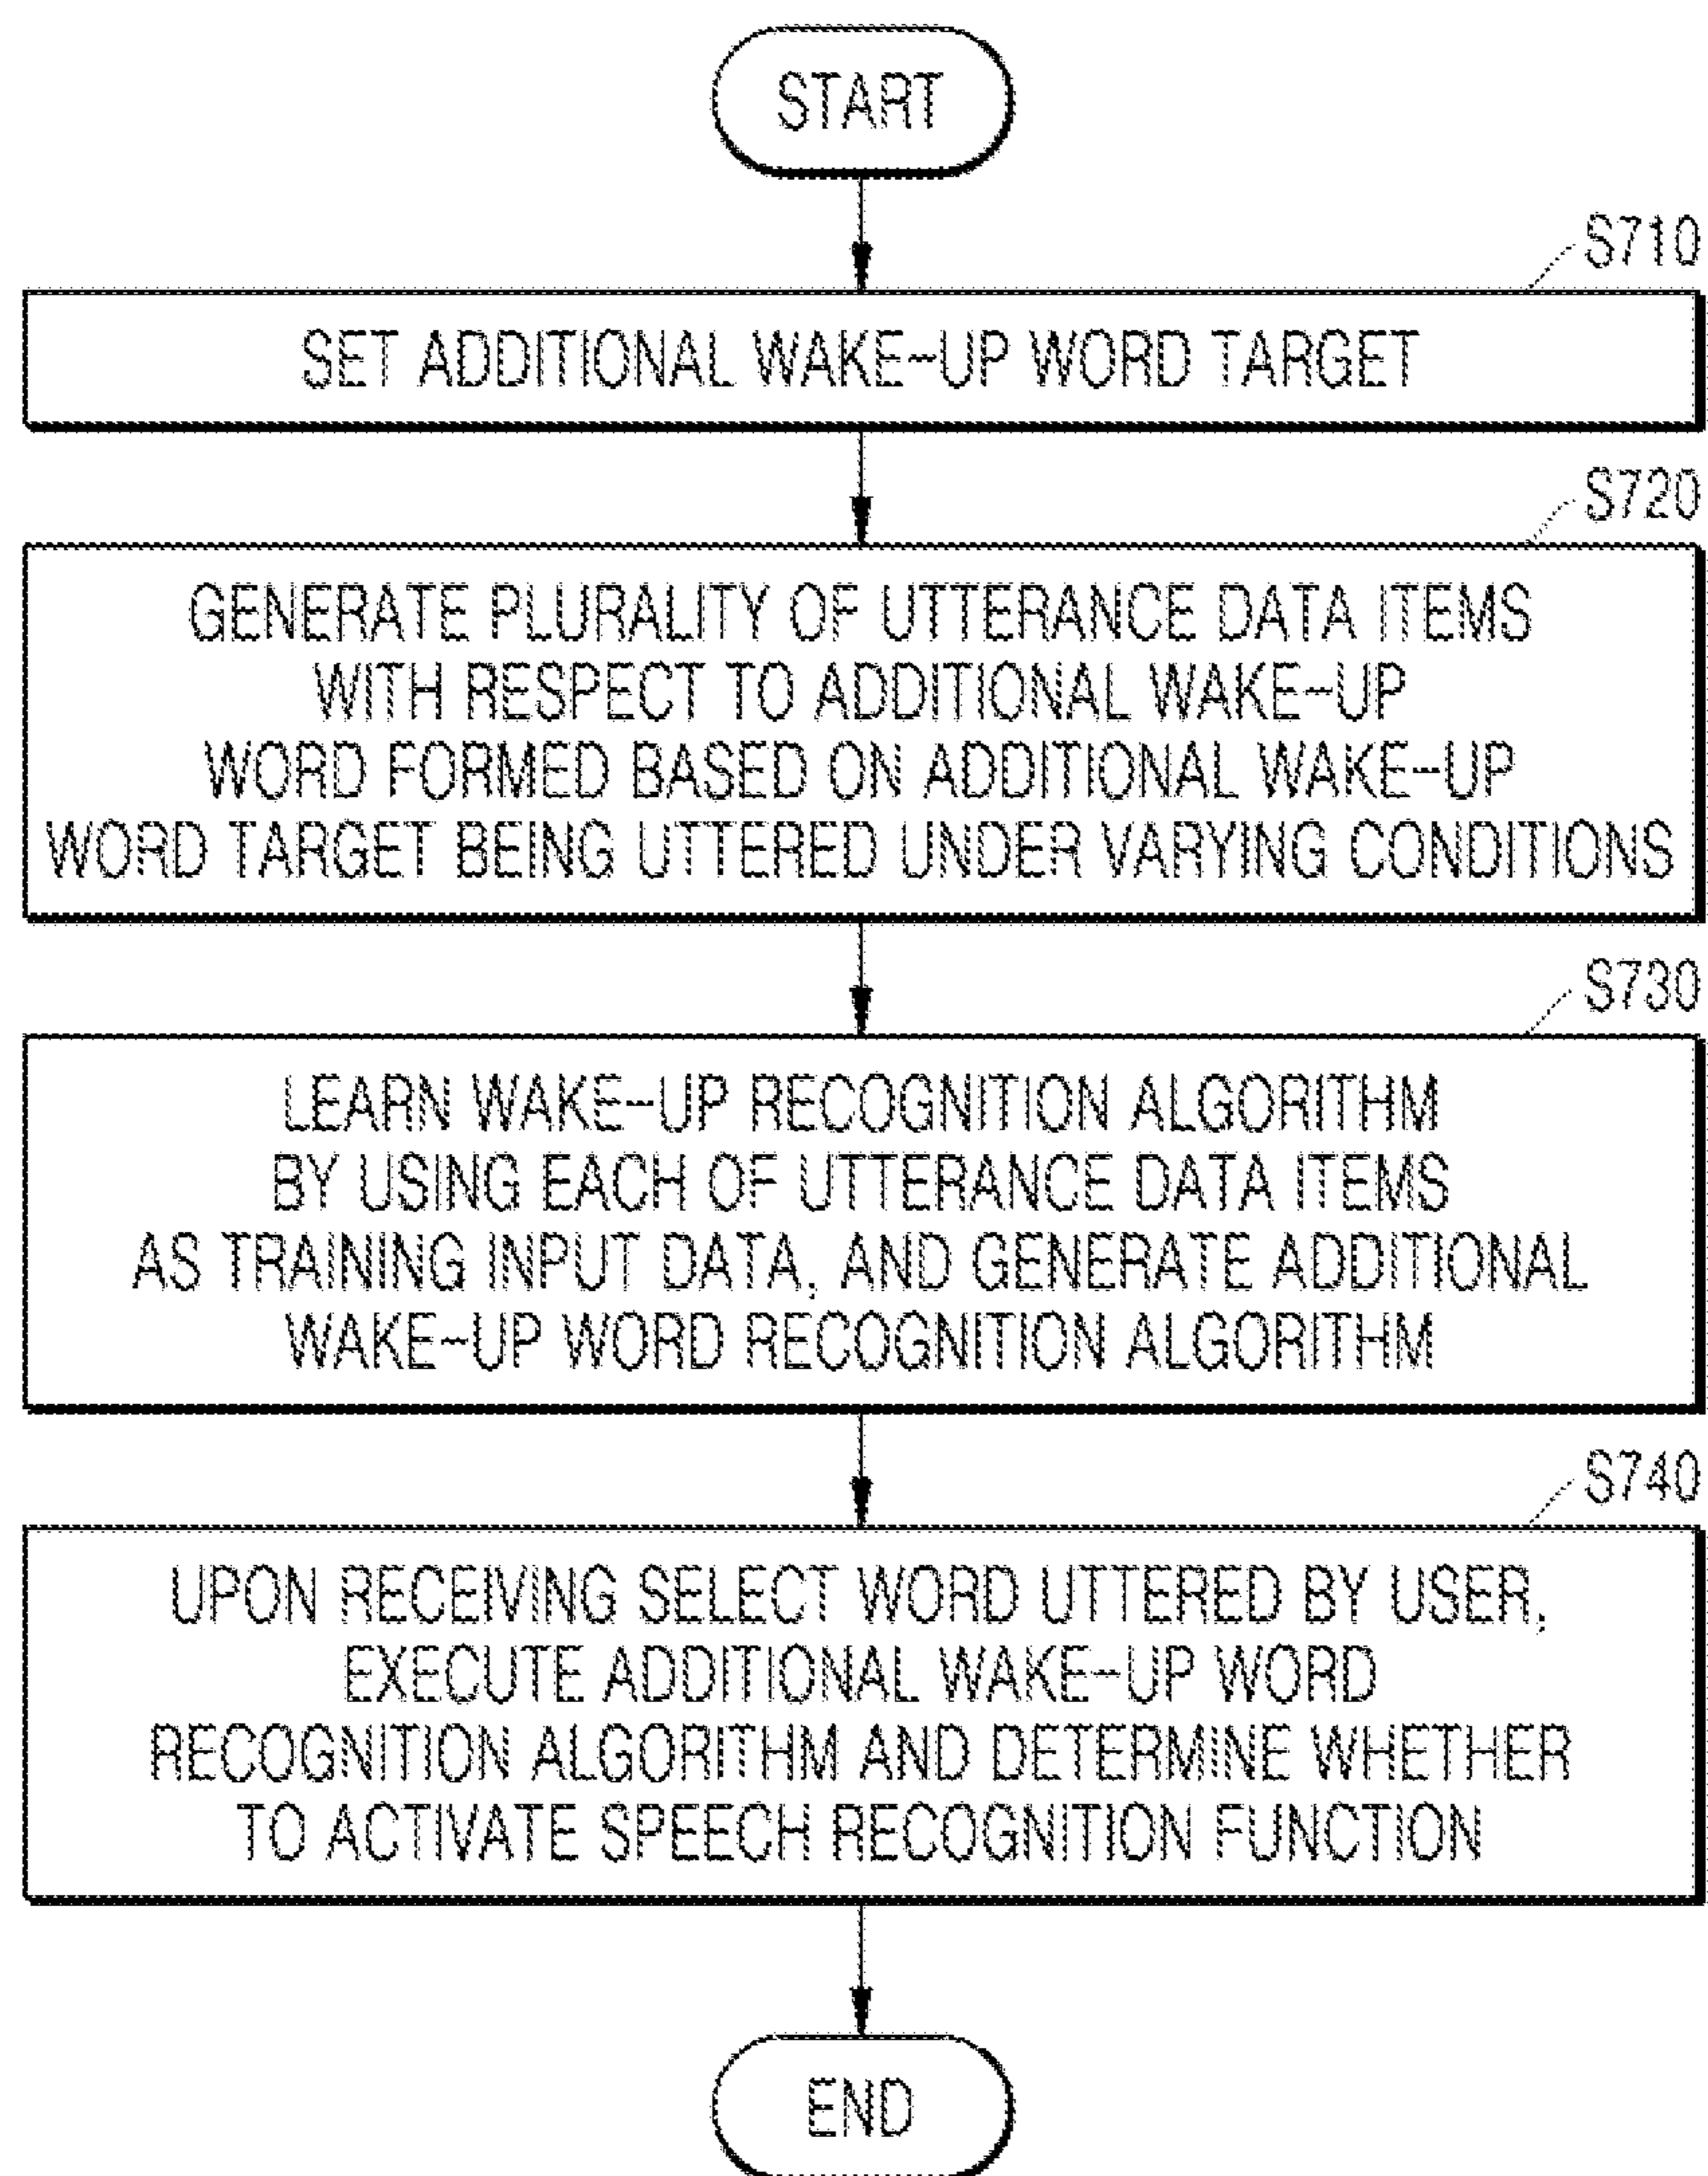 START
S710
SET ADDITIONAL WAKE-UP WORD TARGET
S720
GENERATE PLURALITY OF UTTERANCE DATA ITEMS
WITH RESPECT TO ADDITIONAL WAKE-UP
WORD FORMED BASED ON ADDITIONAL WAKE-UP
WORD TARGET BEING UTTERED UNDER VARYING CONDITIONS
S730
LEARN WAKE-UP RECOGNITION ALGORITHM
BY USING EACH OF UTTERANCE DATA ITEMS
AS TRAINING INPUT DATA, AND GENERATE ADDITIONAL
WAKE-UP WORD RECOGNITION ALGORITHM
S740
UPON RECEIVING SELECT WORD UTTERED BY USER,
EXECUTE ADDITIONAL WAKE-UP WORD
RECOGNITION ALGORITHM AND DETERMINE WHETHER
TO ACTIVATE SPEECH RECOGNITION FUNCTION
END